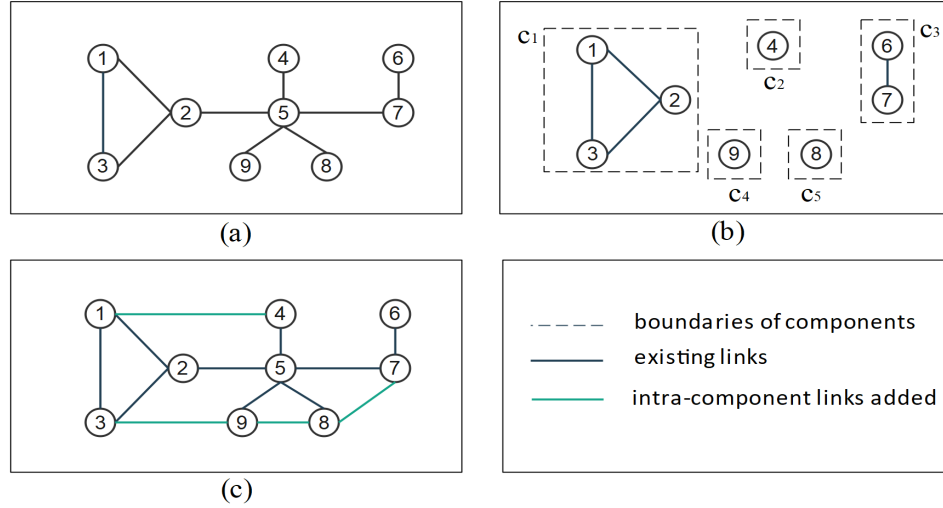 1
4
6
2
5
7
3
9
8
(a)
c1
1
4
6
c3
c2
2
7
3
9
8
c4
c5
(b)
1
4
6
2
5
7
3
9
8
(c)
boundaries of components
existing links
intra-component links added